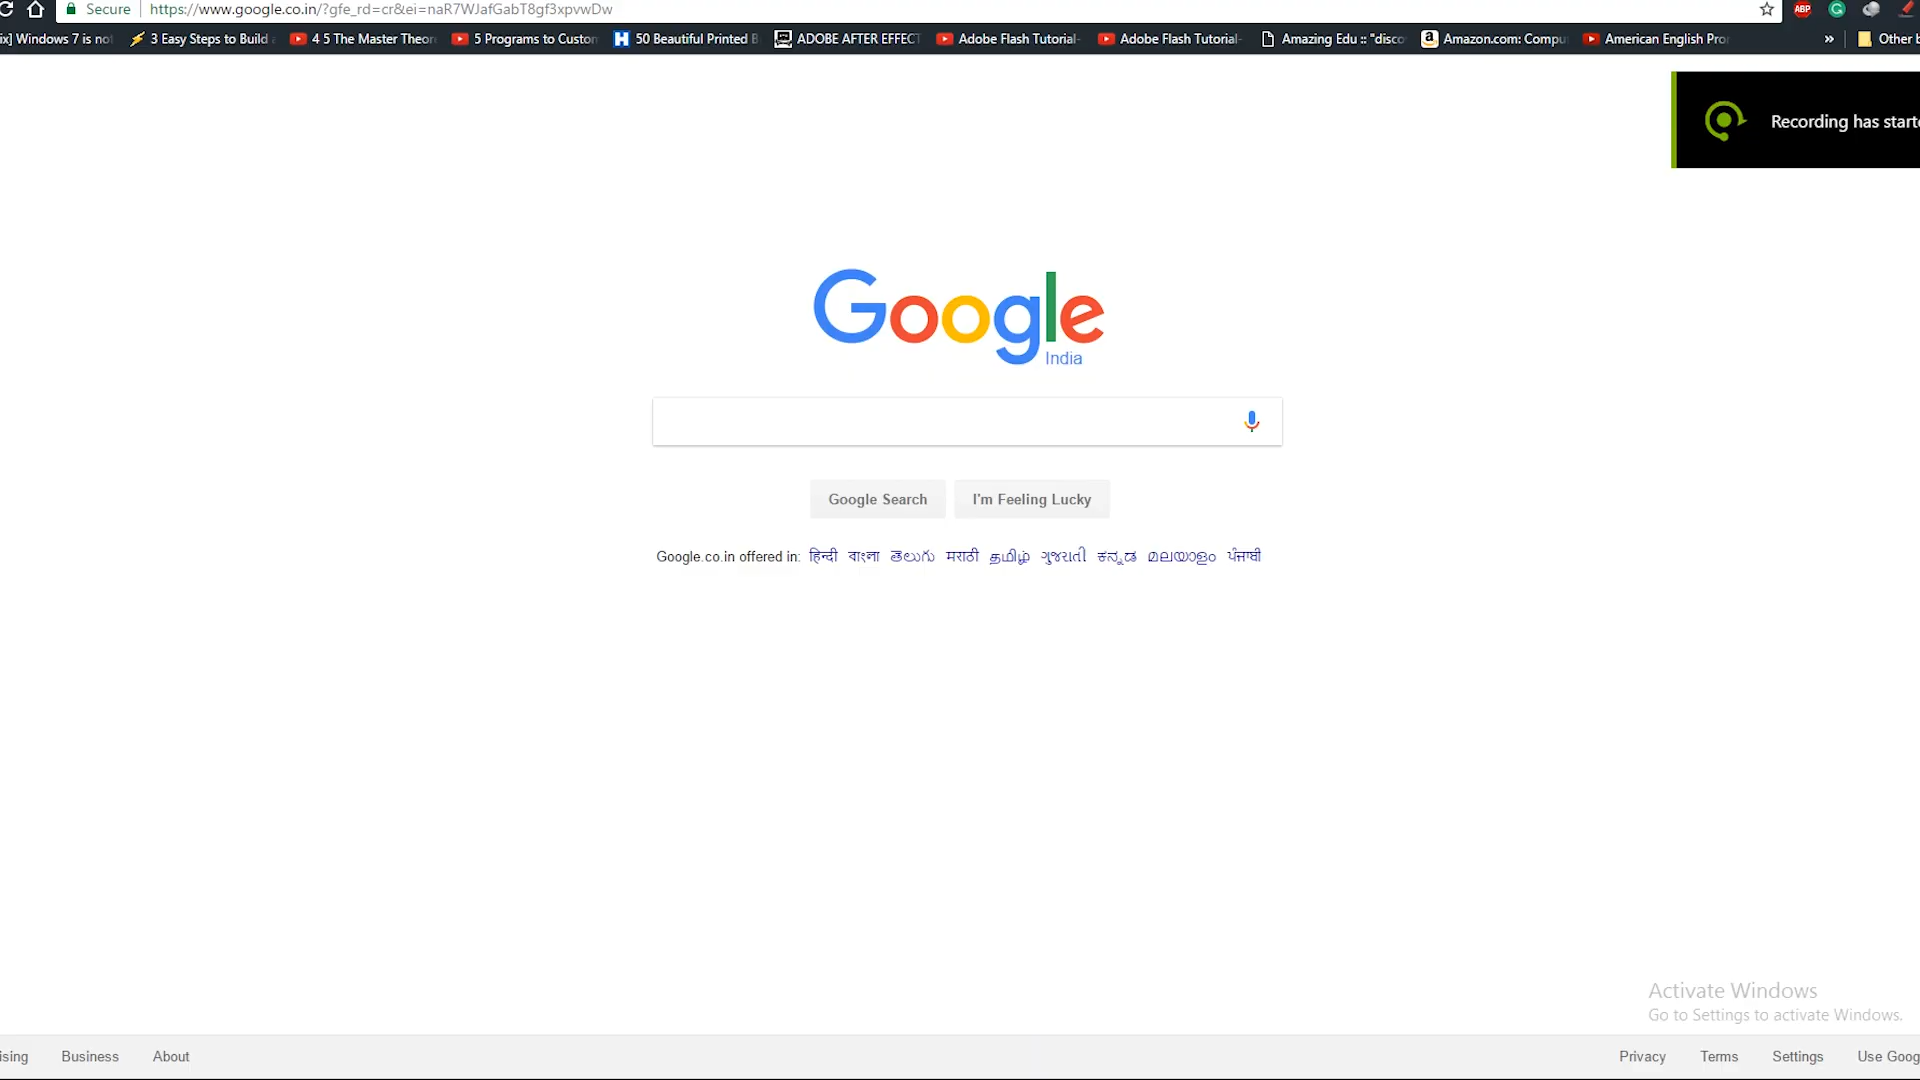 Secure https://www.google.co.in/?gfe_rd=cr&ei=naR7WJafGabT8gf3xpvwDw ABP
ix] Windows 7 is not 3 Easy Steps to Build 4 5 The Master Theor 5 Programs to Custon H 50 Beautiful Printed B ADOBE AFTER EFFECT Adobe Flash Tutorial- Adobe Flash Tutorial- Amazing Edu :: "disco a Amazon.com: Compu American English Pro » Other b
Recording has starte
Google
India
Google Search I'm Feeling Lucky
Google.co.in offered in: हिन्दी বাংলা తెలుగు मराठी தமிழ் ગુજરાતી ಕನ್ನಡ മലയാളം ਪੰਜਾਬੀ
Activate Windows
Go to Settings to activate Windows.
ising Business About Privacy Terms Settings Use Goog